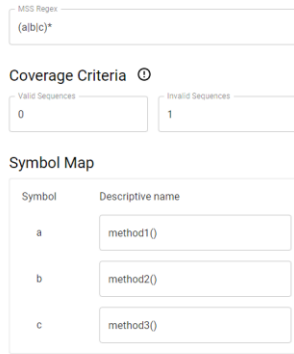 MSS Regex
(a|b|c)*
Coverage Criteria
Valid Sequences Invalid Sequences
0 1
Symbol Map
Symbol Descriptive name
a method1()
b method2()
c method3()